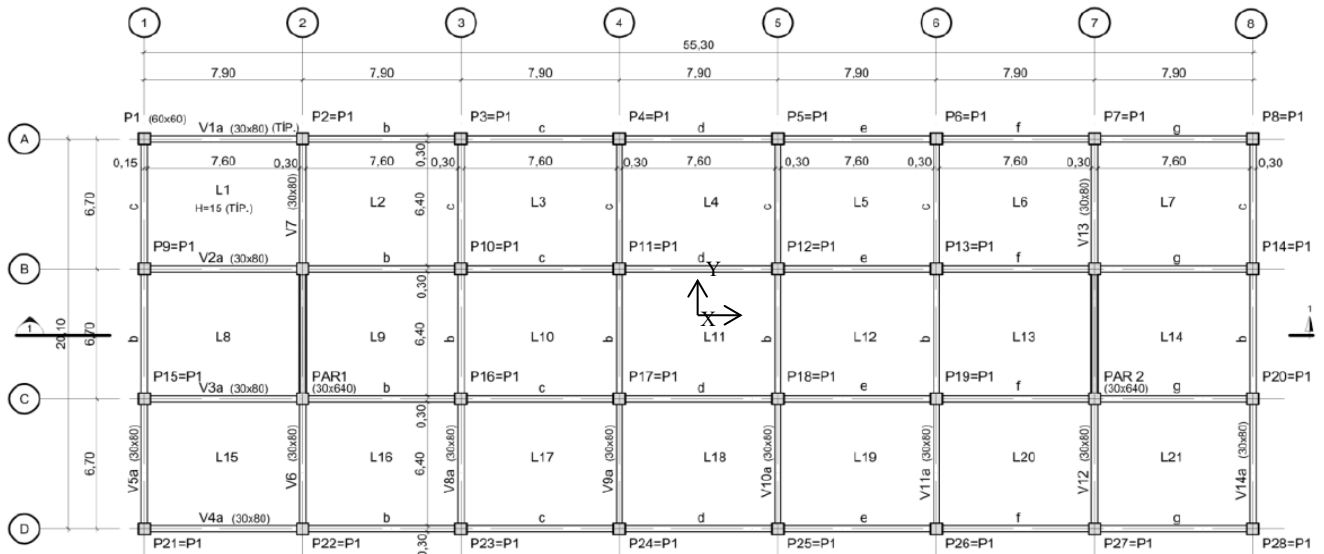 1 2 3 4 5 6 7 8
55,30
7,90 7,90 7,90 7,90 7,90 7,90 7,90
P1 (60x60) P2=P1 P3=P1 P4=P1 P5=P1 P6=P1 P7=P1 P8=P1
A V1a (30x80) (TİP.) b c d e f g
0,30
0,15 7,60 0,30 7,60 0,30 7,60 0,30 7,60 0,30 7,60 0,30 7,60 0,30 7,60 0,30
6,70 c L1 V7 (30x80) L2 6,40 c L3 c L4 c L5 c L6 V13 (30x80) L7 c
H=15 (TİP.)
P9=P1 P10=P1 P11=P1 P12=P1 P13=P1 P14=P1
B V2a (30x80) b c d e f g
Y
0,30
X
1 1
20,10 6,70 b L8 L9 6,40 b L10 b L11 b L12 b L13 L14 b
P15=P1 PAR1 P16=P1 P17=P1 P18=P1 P19=P1 PAR 2 P20=P1
C V3a (30x80) (30x640) b c d e f (30x640) g
0,30
6,70 V5a (30x80) L15 V6 (30x80) L16 6,40 V8a (30x80) L17 V9a (30x80) L18 V10a (30x80) L19 V11a (30x80) L20 V12 (30x80) L21 V14a (30x80)
D V4a (30x80) b c d e f g
P21=P1 P22=P1 0,30 P23=P1 P24=P1 P25=P1 P26=P1 P27=P1 P28=P1